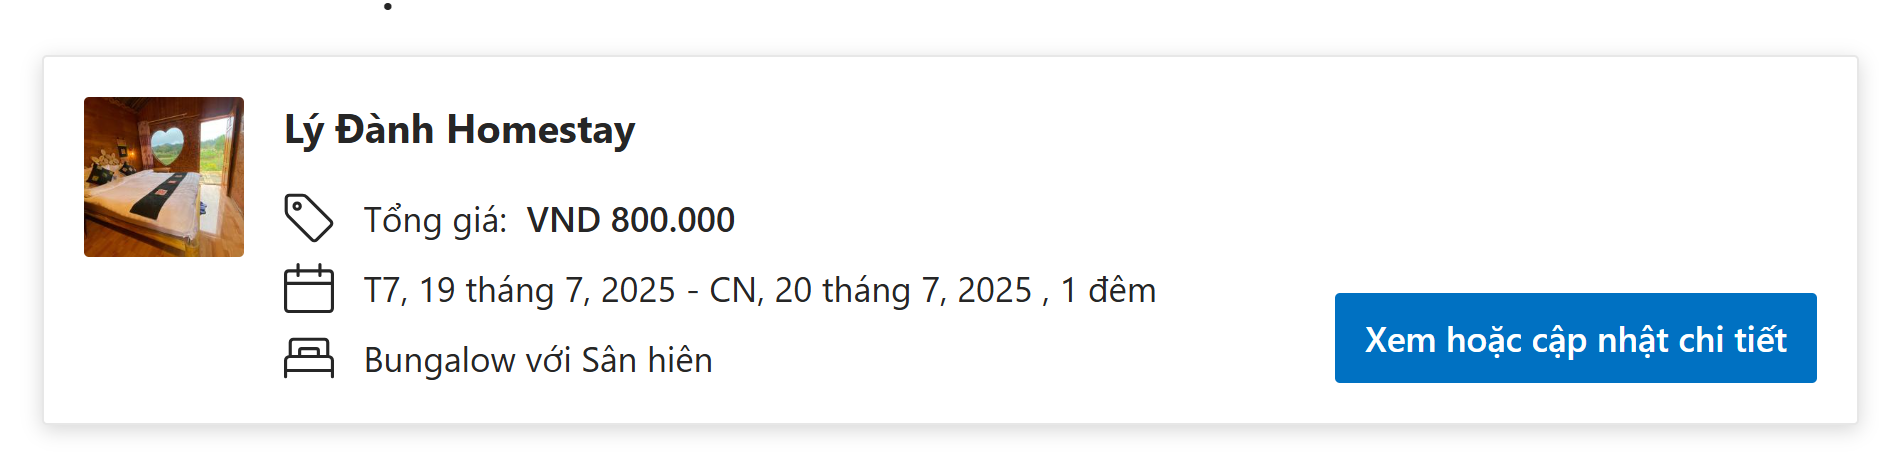 Lý Đành Homestay
Tổng giá: VND 800.000
T7, 19 tháng 7, 2025 - CN, 20 tháng 7, 2025 , 1 đêm
Bungalow với Sân hiên
Xem hoặc cập nhật chi tiết